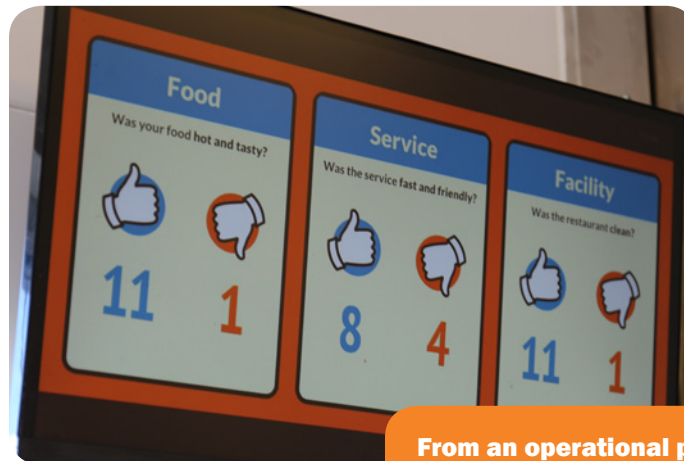 Food
Was your food hot and tasty?
11 1
Service
Was the service fast and friendly?
8 4
Facility
Was the restaurant clean?
11 1
From an operational